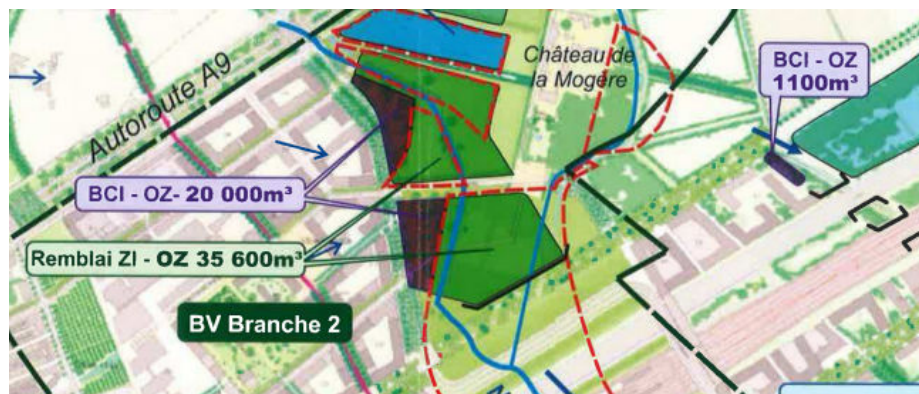 Autoroute A9
Château de
la Mogère
BCI - OZ
1100m³
BCI - OZ- 20 000m³
Remblai ZI - OZ 35 600m³
BV Branche 2